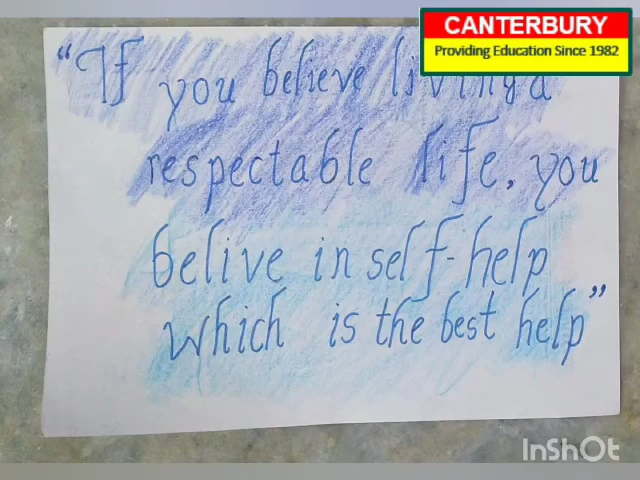 CANTERBURY
Providing Education Since 1982
"If you believe living a
respectable life, you
belive in self-help
which is the best help"
InShOt